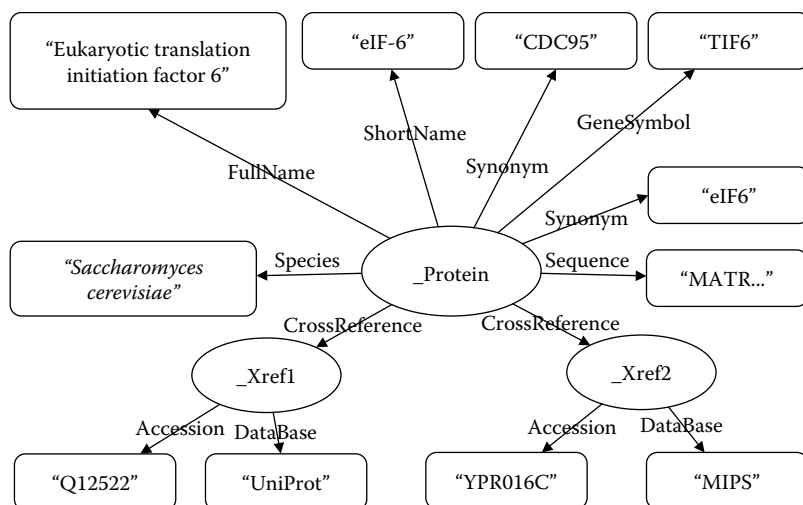 “Eukaryotic translation
initiation factor 6”
“eIF-6”
“CDC95”
“TIF6”
FullName
ShortName
Synonym
GeneSymbol
“eIF6”
Synonym
“Saccharomyces
cerevisiae”
Species
_Protein
Sequence
“MATR...”
CrossReference
CrossReference
_Xref1
_Xref2
Accession
DataBase
Accession
DataBase
“Q12522”
“UniProt”
“YPR016C”
“MIPS”